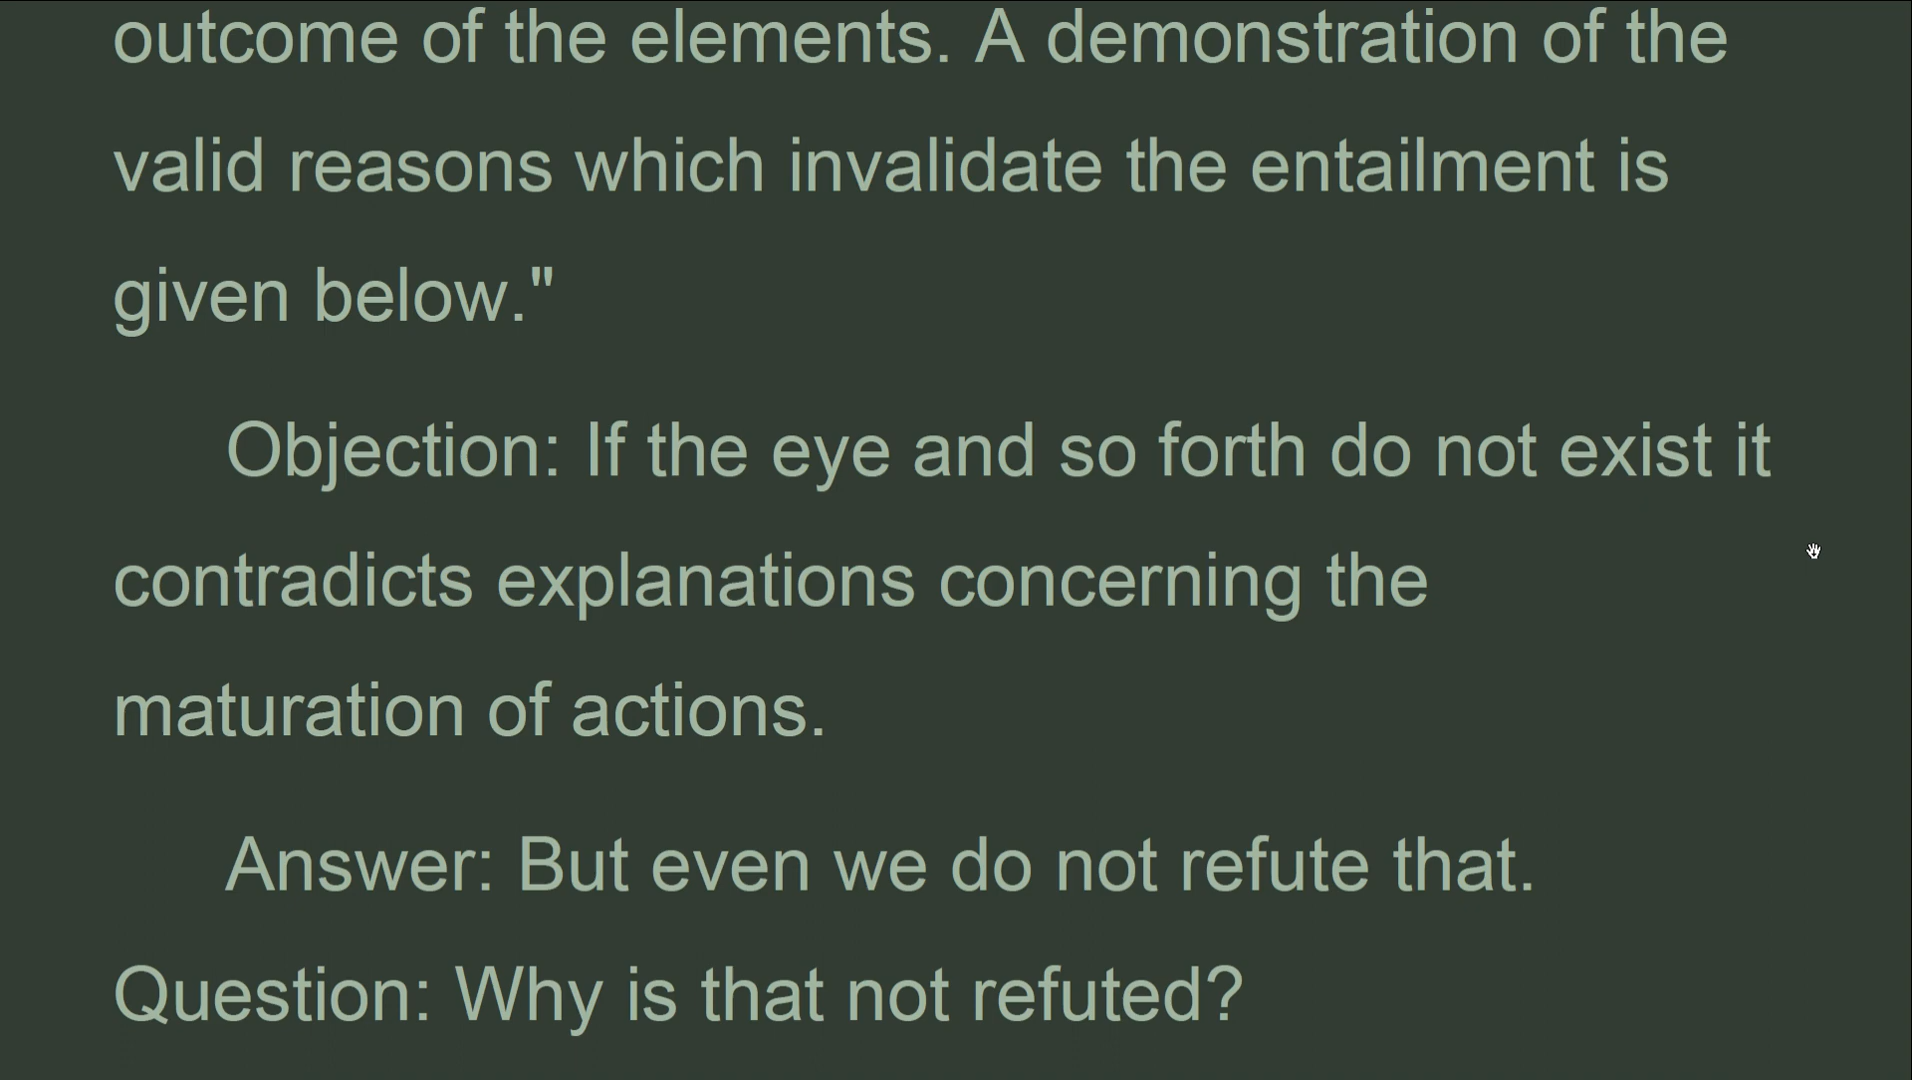 outcome of the elements. A demonstration of the
valid reasons which invalidate the entailment is
given below."
Objection: If the eye and so forth do not exist it
contradicts explanations concerning the
maturation of actions.
Answer: But even we do not refute that.
Question: Why is that not refuted?